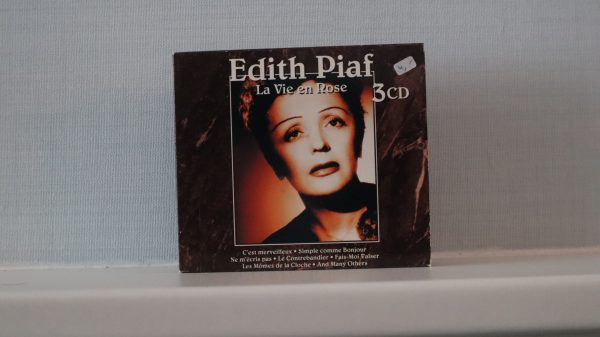 Edith Piaf
La Vie en Rose
3CD
C'est merveilleux • Simple comme Bonjour
Ne m'écris pas • Le Contrebandier • Fais-Moi Valser
Les Mômes de la Cloche • And Many Others